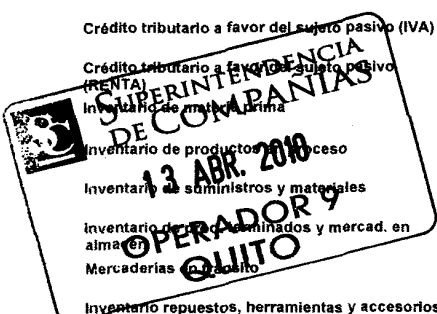 Crédito tributario a favor del sujeto pasivo (IVA)
Crédito tributario a favor del sujeto pasivo
(RENTA)
Inventario de materia prima
Inventario de productos en proceso
Inventario de suministros y materiales
Inventario de prod. terminados y mercad. en
almacén
Mercaderías en tránsito
Inventario repuestos, herramientas y accesorios
SUPERINTENDENCIA
DE COMPAÑIAS
13 ABR. 2010
OPERADOR 9
QUITO